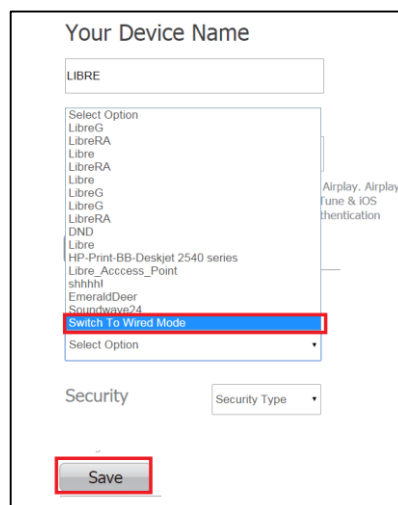 Your Device Name
LIBRE
Select Option
LibreG
LibreRA
Libre
LibreRA
Libre
LibreG
LibreG
LibreRA
DND
Libre
HP-Print-BB-Deskjet 2540 series
Libre_Acccess_Point
shhhhl
EmeraldDeer
Soundwave24
Switch To Wired Mode
Airplay. Airplay
Tune & iOS
thentication
Select Option
Security
Security Type
Save